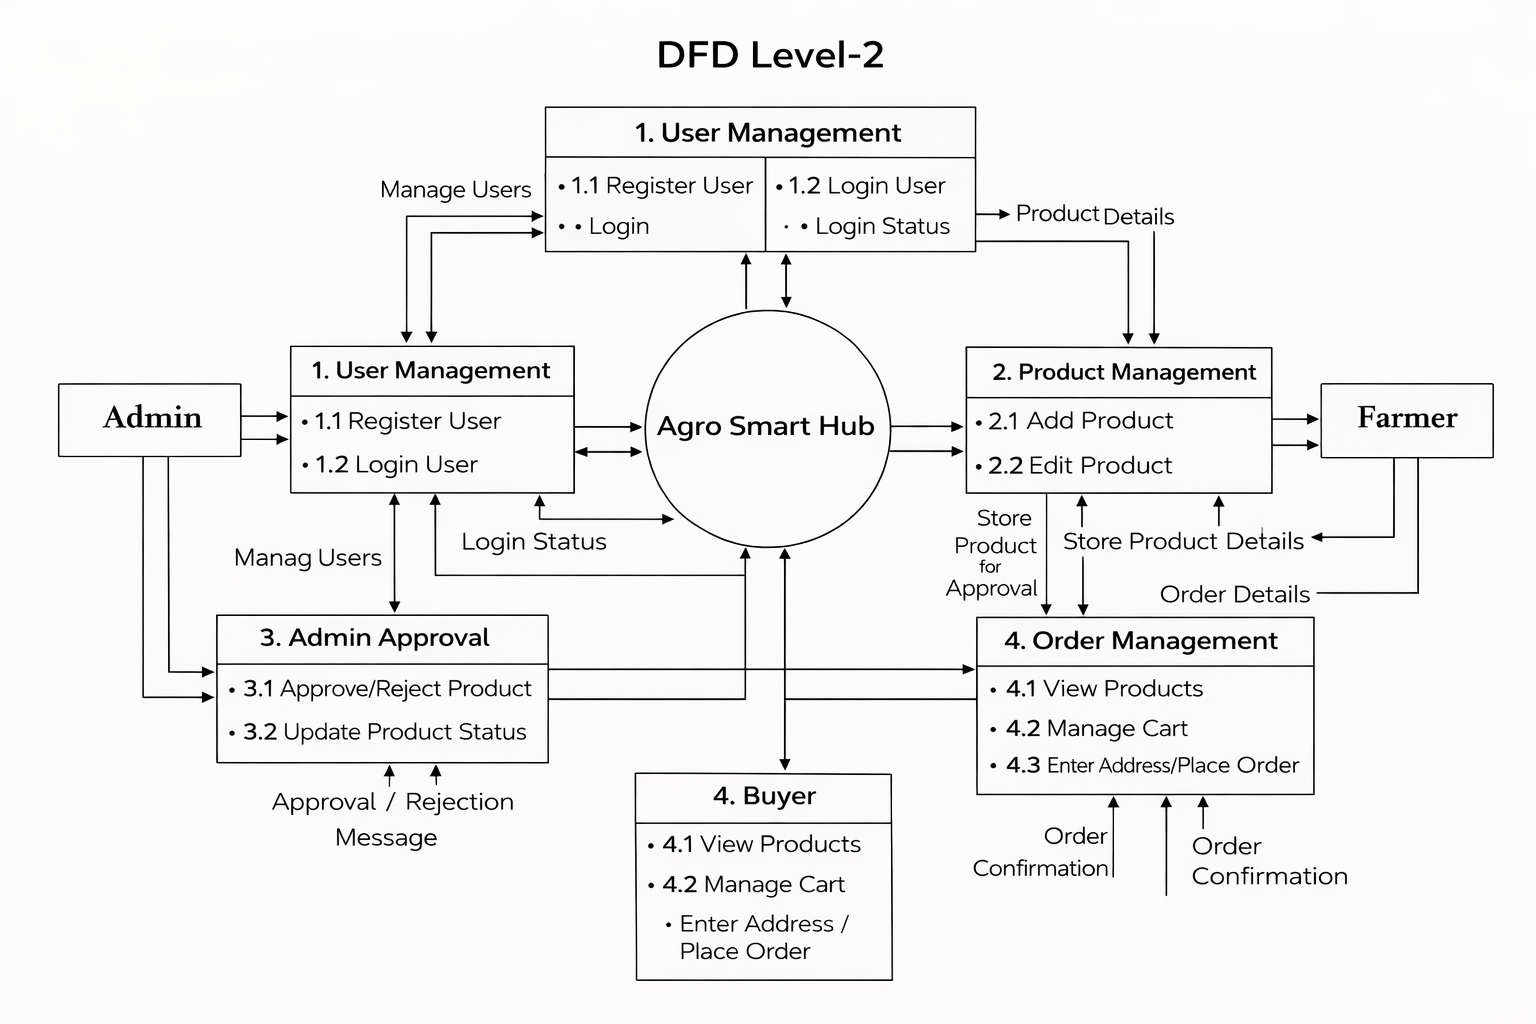 DFD Level-2
1. User Management
• 1.1 Register User
• • Login
• 1.2 Login User
· • Login Status
Manage Users
Product Details
1. User Management
• 1.1 Register User
• 1.2 Login User
Admin
Agro Smart Hub
2. Product Management
• 2.1 Add Product
• 2.2 Edit Product
Farmer
Manag Users
Login Status
Store
Product
for
Approval
Store Product Details
Order Details
3. Admin Approval
• 3.1 Approve/Reject Product
• 3.2 Update Product Status
Approval / Rejection
Message
4. Order Management
• 4.1 View Products
• 4.2 Manage Cart
• 4.3 Enter Address/Place Order
4. Buyer
• 4.1 View Products
• 4.2 Manage Cart
• Enter Address /
Place Order
Order
Confirmation
Order
Confirmation